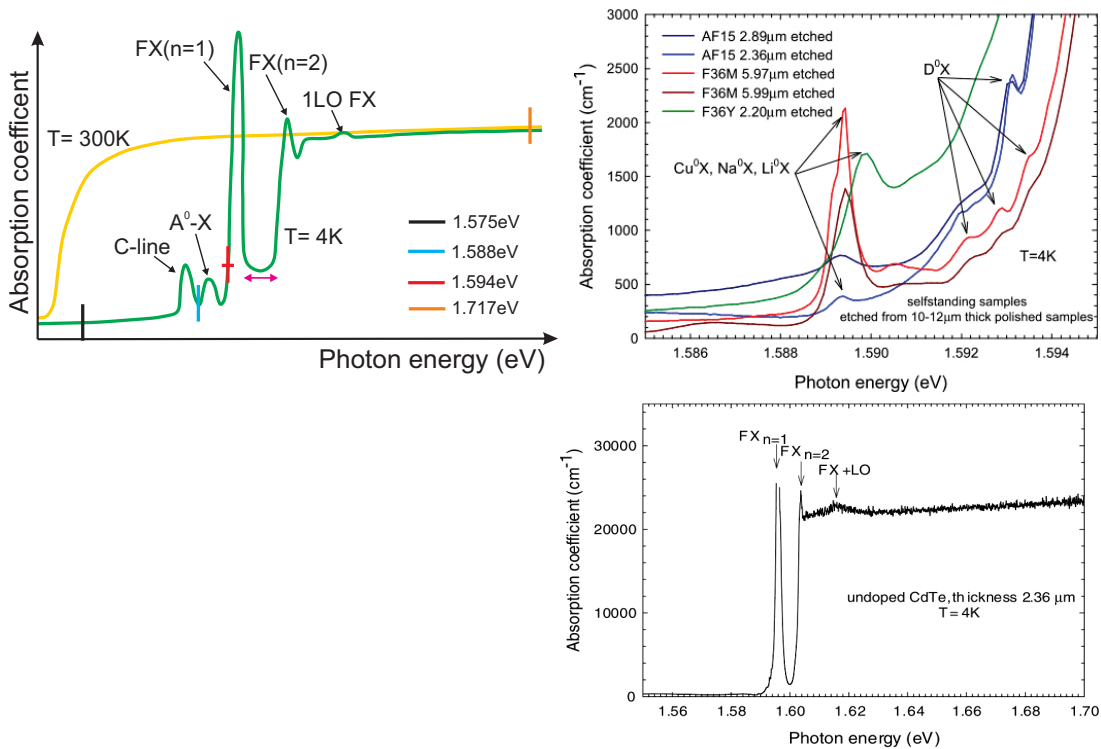 Absorption coefficent
FX(n=1)
FX(n=2)
1LO FX
T= 300K
A⁰-X
C-line
T= 4K
1.575eV
1.588eV
1.594eV
1.717eV
Photon energy (eV)
3000
2500
2000
1500
1000
500
0
Absorption coefficient (cm⁻¹)
AF15 2.89µm etched
AF15 2.36µm etched
F36M 5.97µm etched
F36M 5.99µm etched
F36Y 2.20µm etched
D⁰X
Cu⁰X, Na⁰X, Li⁰X
T=4K
selfstanding samples
etched from 10-12µm thick polished samples
1.586 1.588 1.590 1.592 1.594
Photon energy (eV)
30000
20000
10000
0
Absorption coefficient (cm⁻¹)
FXn=1
FXn=2
FX+LO
undoped CdTe, thickness 2.36 µm
T= 4K
1.56 1.58 1.60 1.62 1.64 1.66 1.68 1.70
Photon energy (eV)